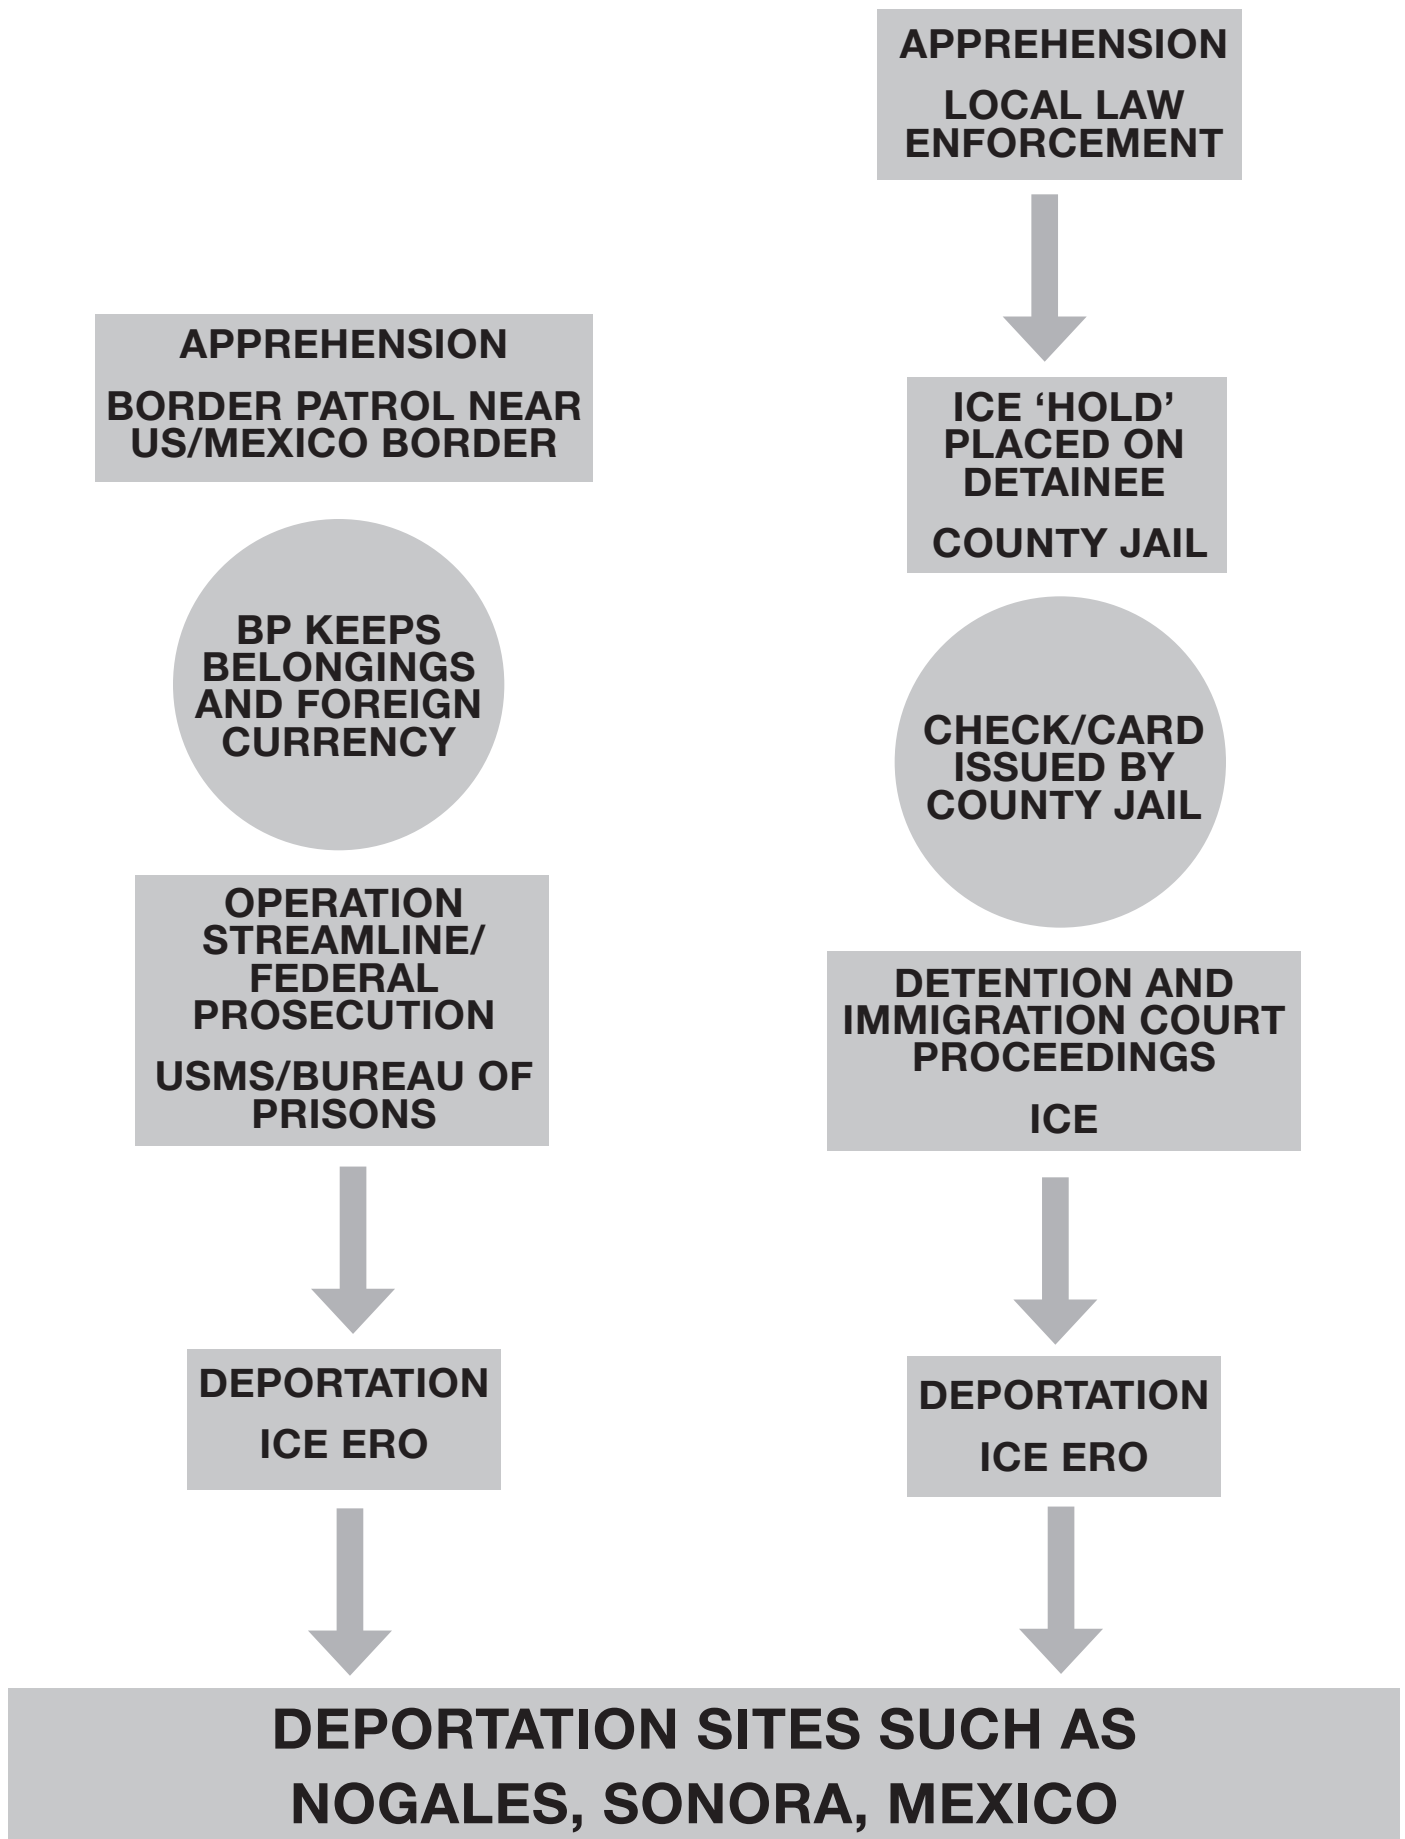 APPREHENSION
LOCAL LAW
ENFORCEMENT
ICE ‘HOLD’
PLACED ON
DETAINEE
COUNTY JAIL
CHECK/CARD
ISSUED BY
COUNTY JAIL
DETENTION AND
IMMIGRATION COURT
PROCEEDINGS
ICE
DEPORTATION
ICE ERO
APPREHENSION
BORDER PATROL NEAR
US/MEXICO BORDER
BP KEEPS
BELONGINGS
AND FOREIGN
CURRENCY
OPERATION
STREAMLINE/
FEDERAL
PROSECUTION
USMS/BUREAU OF
PRISONS
DEPORTATION
ICE ERO
DEPORTATION SITES SUCH AS
NOGALES, SONORA, MEXICO